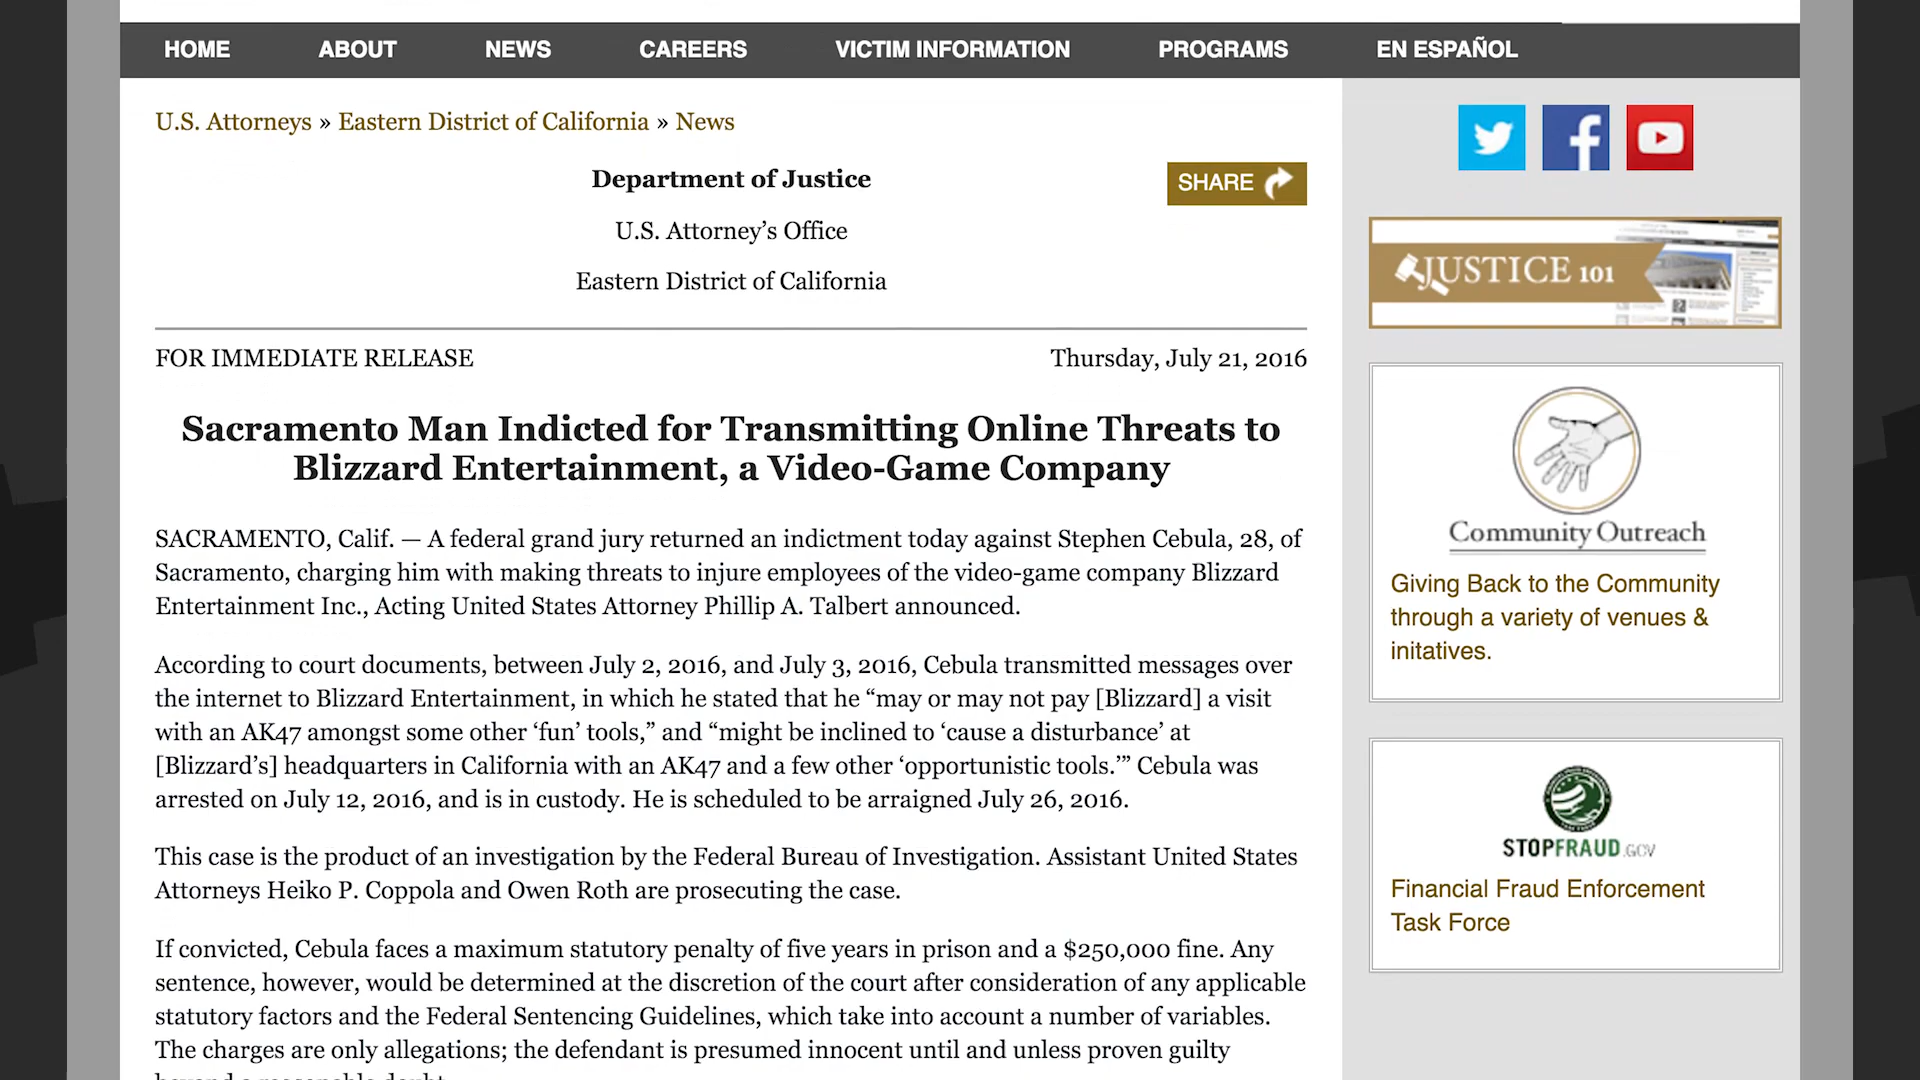 HOME ABOUT NEWS CAREERS VICTIM INFORMATION PROGRAMS EN ESPAÑOL
U.S. Attorneys » Eastern District of California » News
Department of Justice
SHARE
U.S. Attorney’s Office
Eastern District of California
FOR IMMEDIATE RELEASE Thursday, July 21, 2016
Sacramento Man Indicted for Transmitting Online Threats to
Blizzard Entertainment, a Video-Game Company
SACRAMENTO, Calif. — A federal grand jury returned an indictment today against Stephen Cebula, 28, of
Sacramento, charging him with making threats to injure employees of the video-game company Blizzard
Entertainment Inc., Acting United States Attorney Phillip A. Talbert announced.
According to court documents, between July 2, 2016, and July 3, 2016, Cebula transmitted messages over
the internet to Blizzard Entertainment, in which he stated that he “may or may not pay [Blizzard] a visit
with an AK47 amongst some other ‘fun’ tools,” and “might be inclined to ‘cause a disturbance’ at
[Blizzard’s] headquarters in California with an AK47 and a few other ‘opportunistic tools.’” Cebula was
arrested on July 12, 2016, and is in custody. He is scheduled to be arraigned July 26, 2016.
This case is the product of an investigation by the Federal Bureau of Investigation. Assistant United States
Attorneys Heiko P. Coppola and Owen Roth are prosecuting the case.
If convicted, Cebula faces a maximum statutory penalty of five years in prison and a $250,000 fine. Any
sentence, however, would be determined at the discretion of the court after consideration of any applicable
statutory factors and the Federal Sentencing Guidelines, which take into account a number of variables.
The charges are only allegations; the defendant is presumed innocent until and unless proven guilty
beyond a reasonable doubt.
JUSTICE 101
Community Outreach
Giving Back to the Community
through a variety of venues &
initatives.
STOPFRAUD.GOV
Financial Fraud Enforcement
Task Force